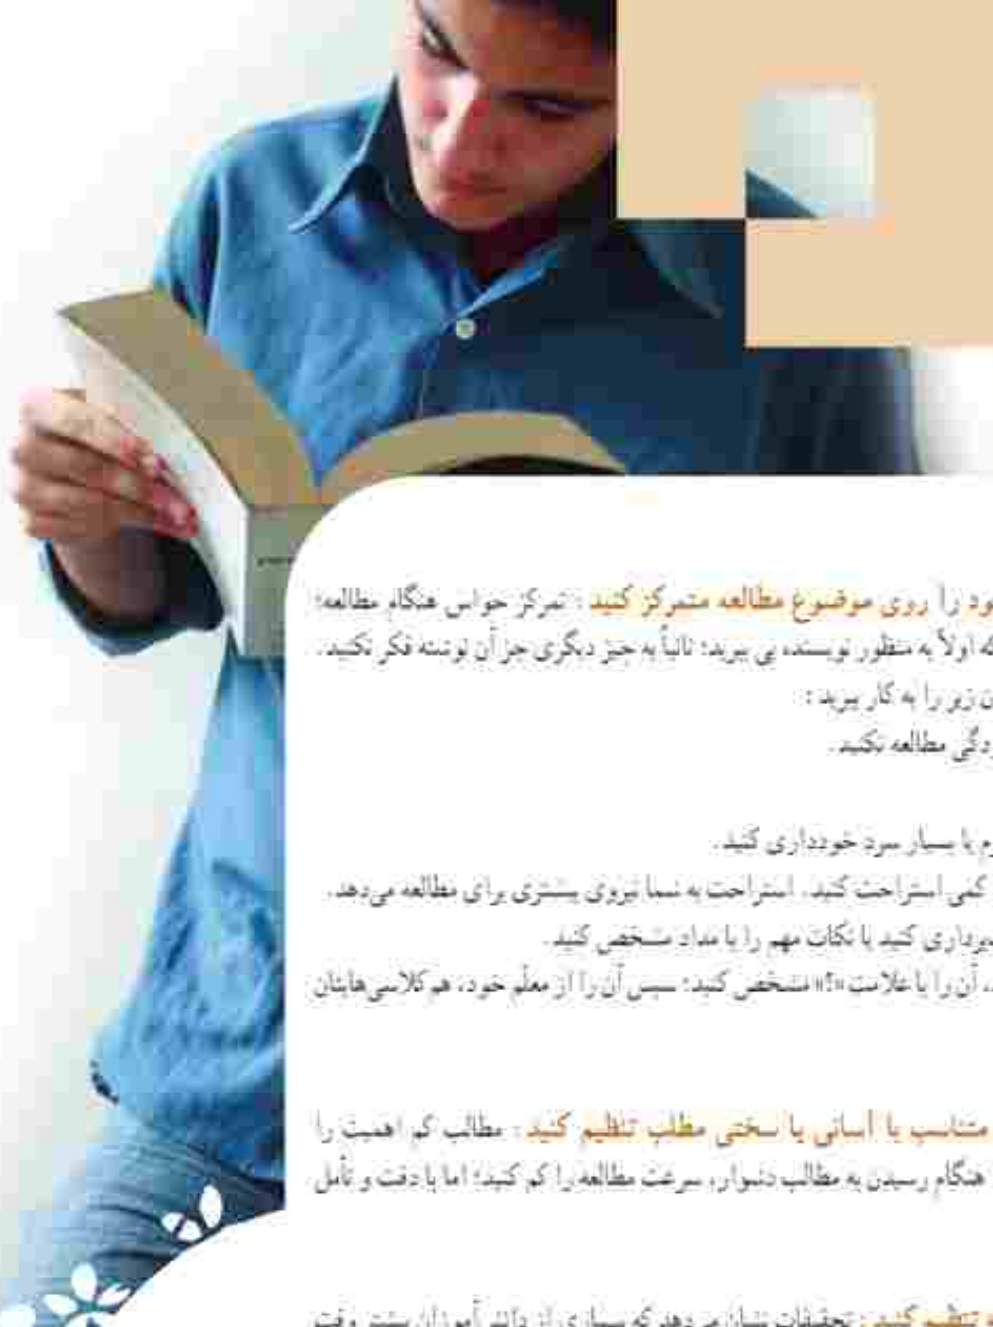 ود را روی موضوع مطالعه متمرکز کنید : تمرکز حواس هنگام مطالعه؛
که اولاً به منظور نویسنده پی ببرید؛ ثانیاً به چیز دیگری جز آن نوشته فکر نکنید.
زیر را به کار ببرید :
مطالعه نکنید.
یا بسیار سرد خودداری کنید.
کمی استراحت کنید. استراحت به شما نیروی بیشتری برای مطالعه می‌دهد.
کنید یا نکات مهم را با مداد مشخص کنید.
آن را با علامت «؟» مشخص کنید؛ سپس آن را از معلّم خود، هم‌کلاسی‌هایتان
متناسب با آسانی یا سختی مطلب تنظیم کنید : مطالب کم اهمیت را
هنگام رسیدن به مطالب دشوار، سرعت مطالعه را کم کنید؛ اما با دقت و تأمل
تنظیم کنید : تحقیقات نشان می‌دهد که بسیاری از دانش‌آموزان بیشتر وقت